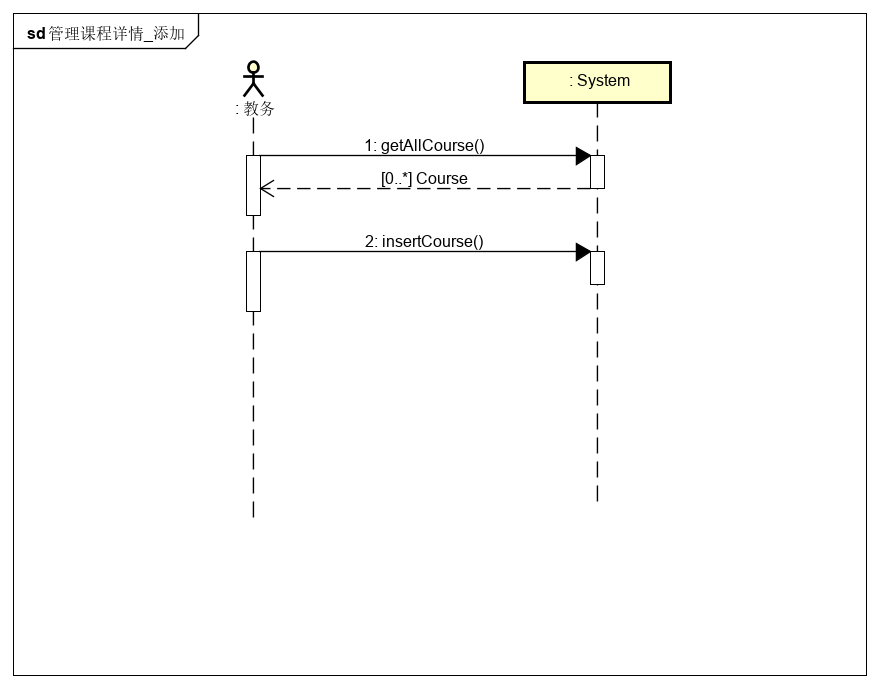 sd 管理课程详情_添加
: 教务
: System
1: getAllCourse()
[0..*] Course
2: insertCourse()